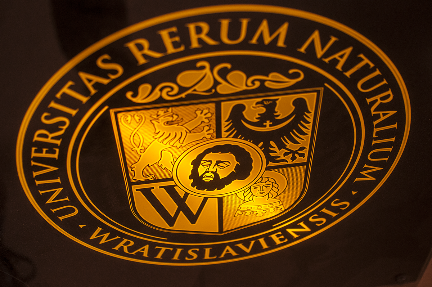 UNIVERSITAS RERUM NATURALIUM
· WRATISLAVIENSIS ·
W